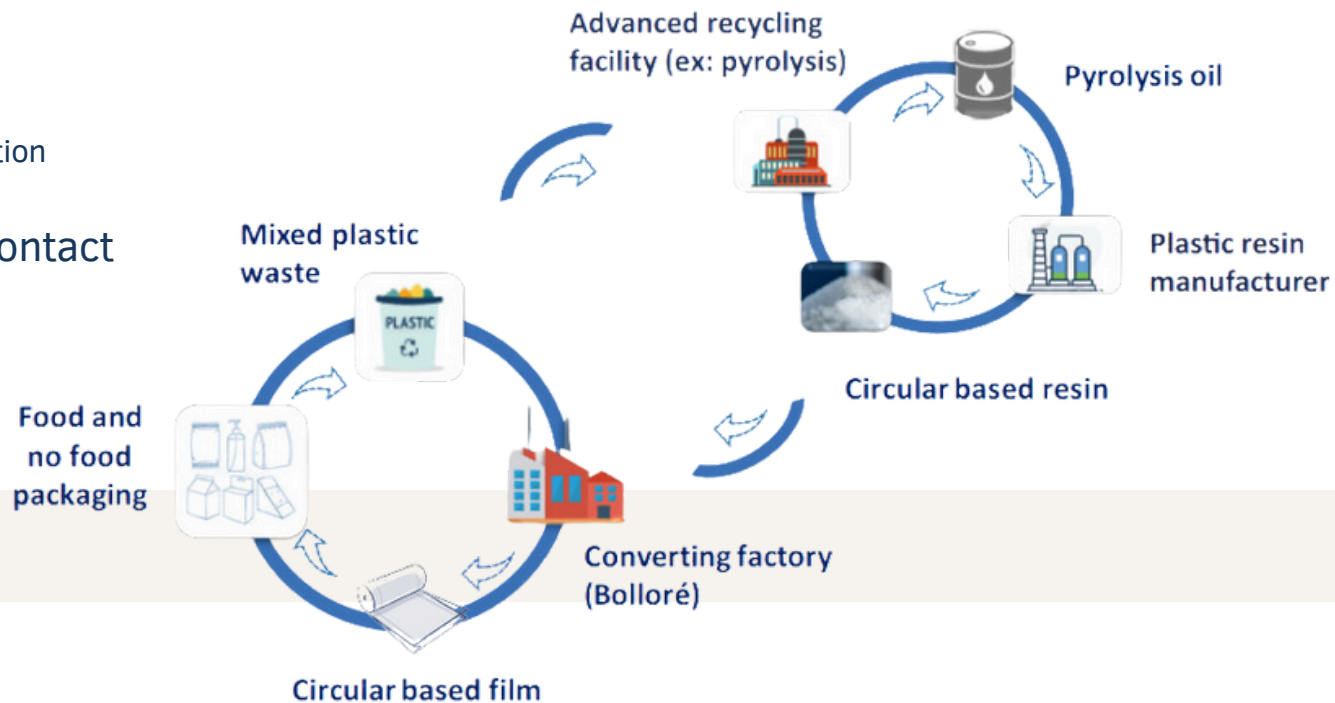 Advanced recycling
facility (ex: pyrolysis)
Pyrolysis oil
tion
ontact
Mixed plastic
waste
PLASTIC
Plastic resin
manufacturer
Circular based resin
Food and
no food
packaging
Converting factory
(Bolloré)
Circular based film